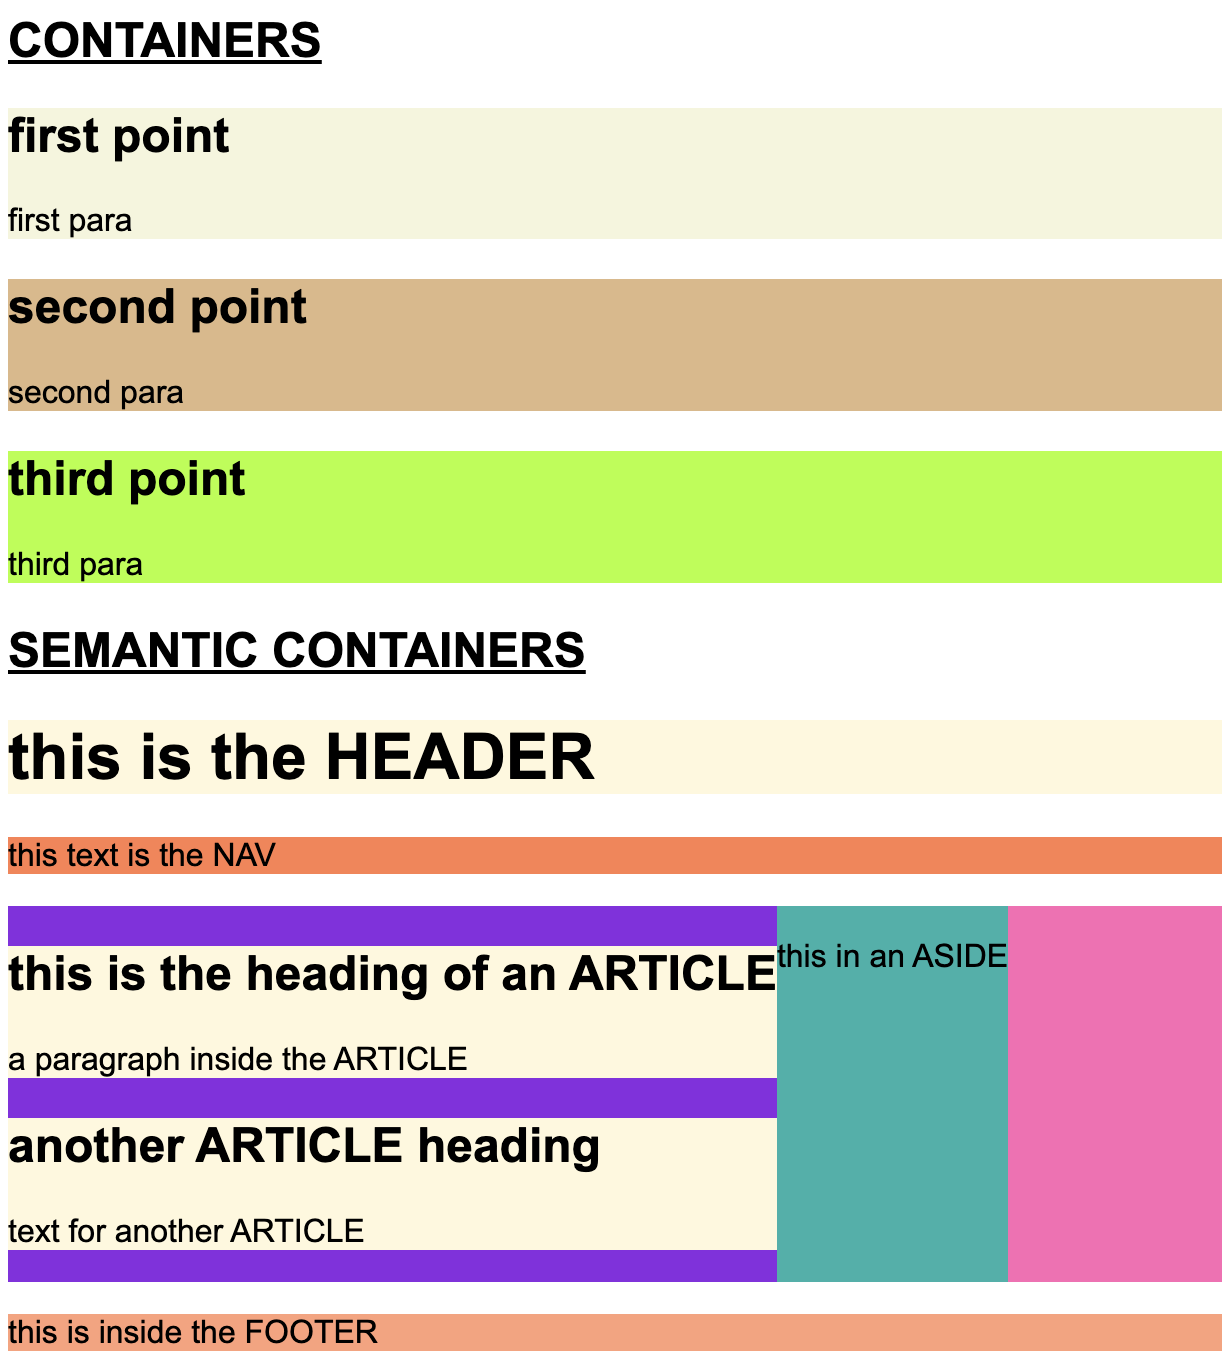 CONTAINERS
first point
first para
second point
second para
third point
third para
SEMANTIC CONTAINERS
this is the HEADER
this text is the NAV
this is the heading of an ARTICLE
a paragraph inside the ARTICLE
another ARTICLE heading
text for another ARTICLE
this in an ASIDE
this is inside the FOOTER